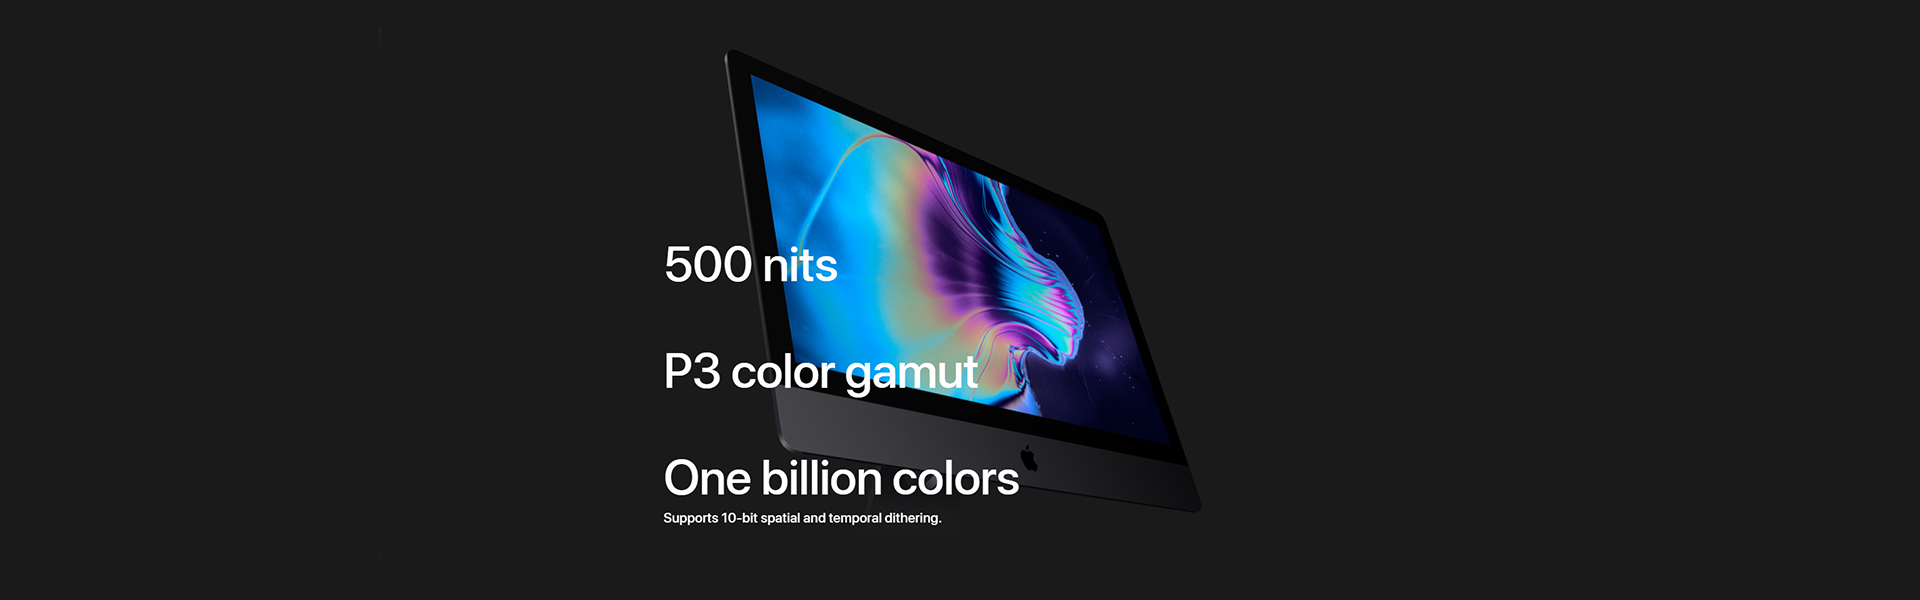 500 nits
P3 color gamut
One billion colors
Supports 10-bit spatial and temporal dithering.